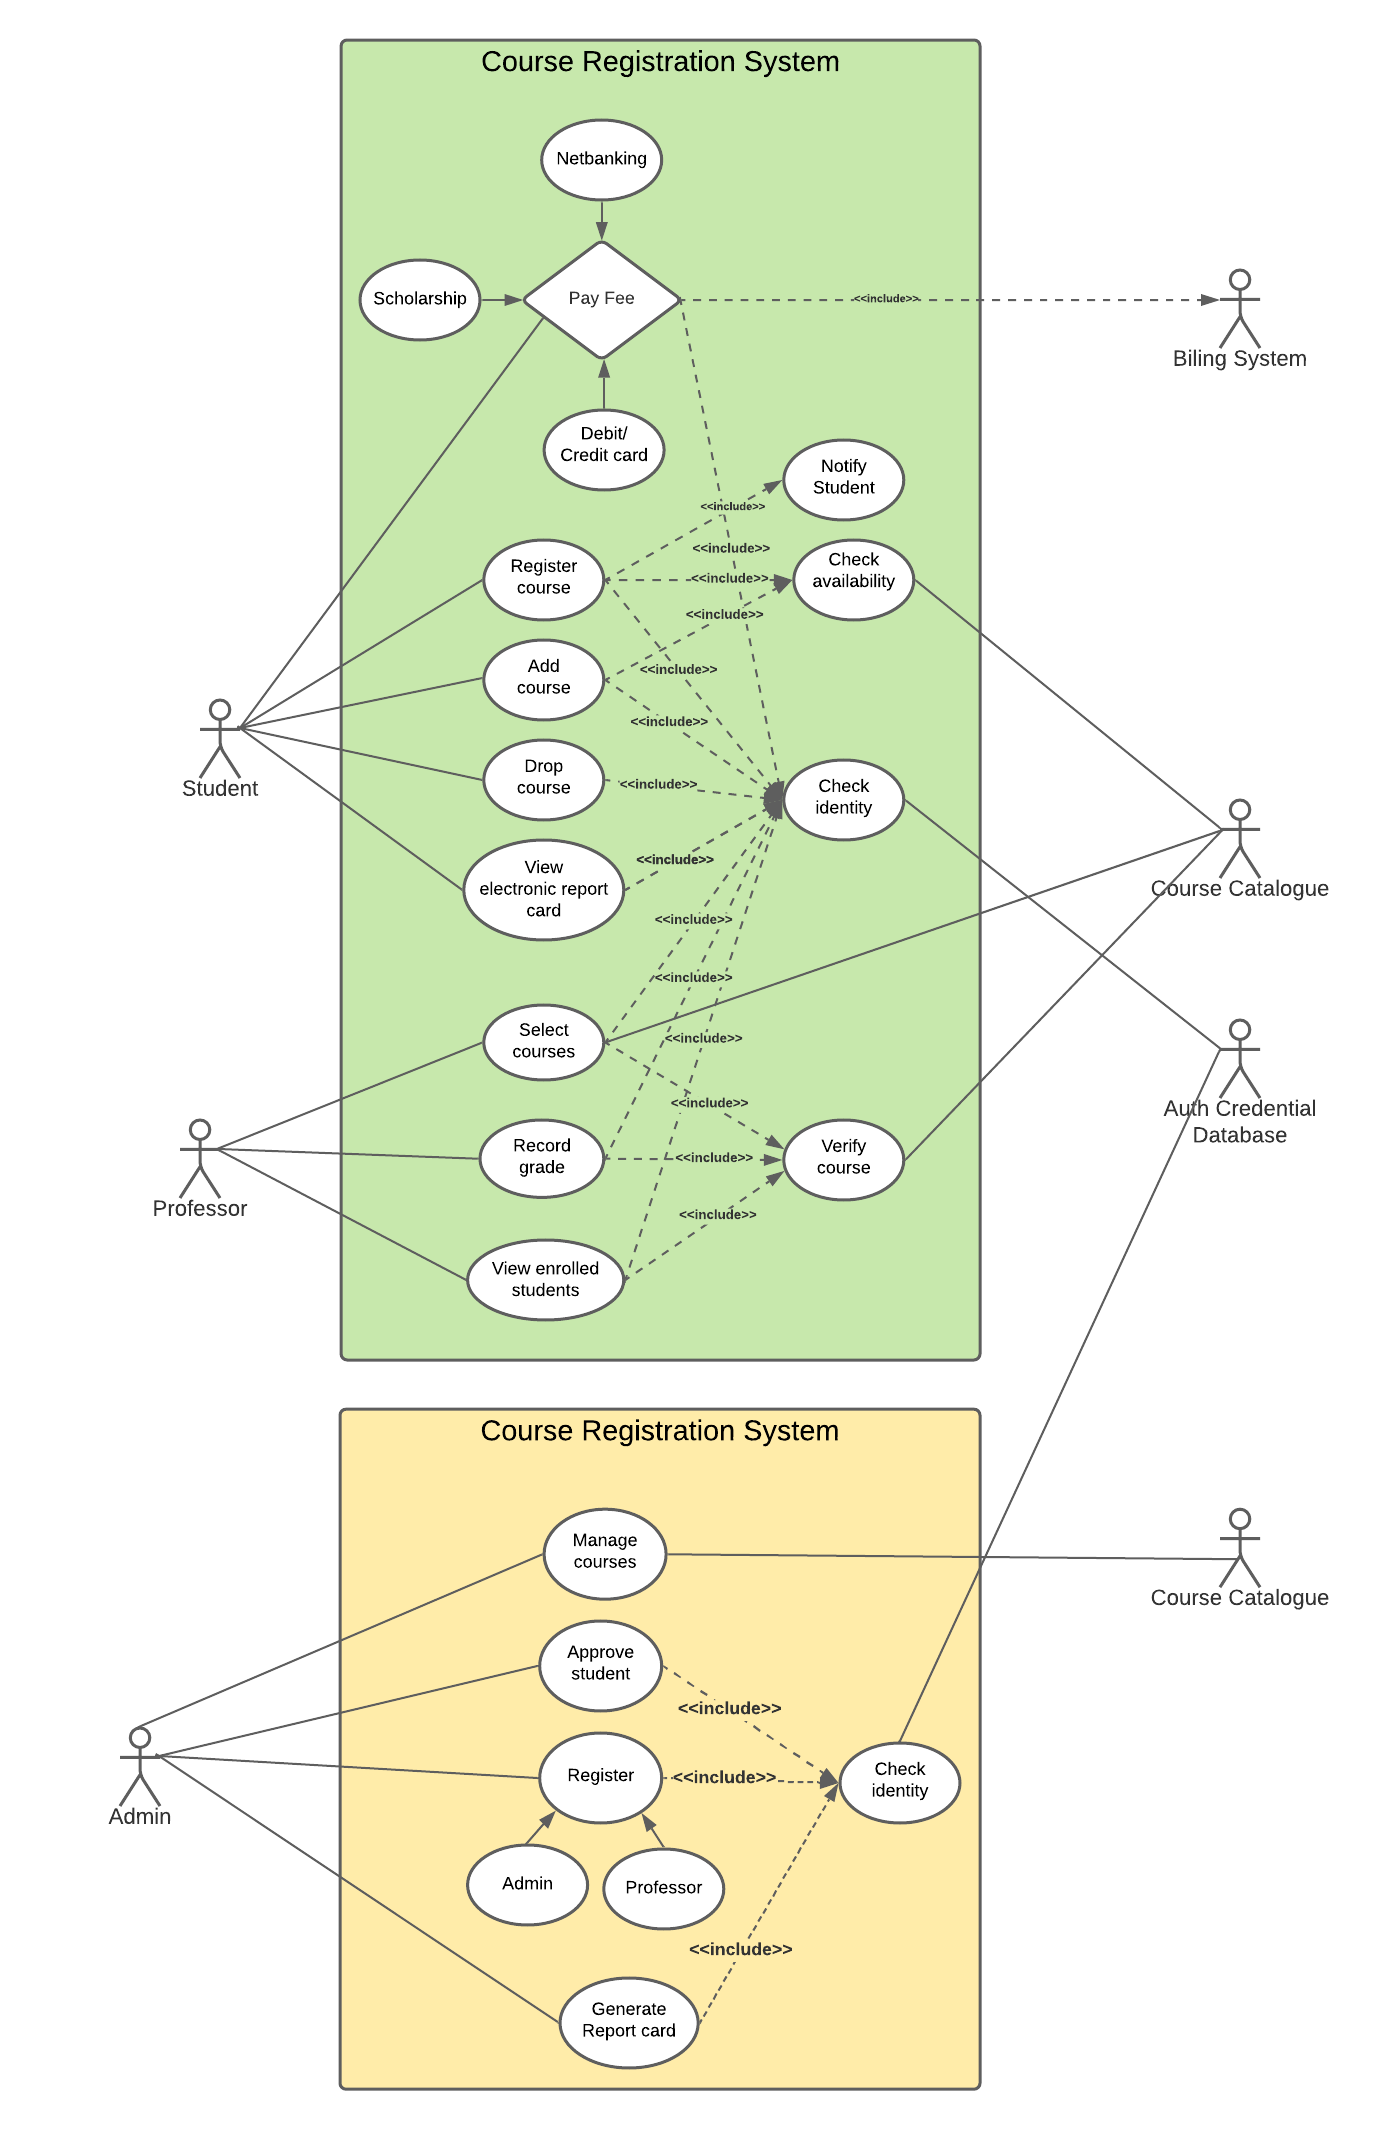 Course Registration System
Netbanking
Scholarship
Pay Fee
<<include>>
Biling System
Debit/
Credit card
Notify
Student
<<include>>
<<include>>
Register
course
<<include>>
Check
availability
<<include>>
Add
course
<<include>>
<<include>>
Student
Drop
course
<<include>>
Check
identity
View
electronic report
card
<<include>>
Course Catalogue
<<include>>
<<include>>
Select
courses
<<include>>
<<include>>
Auth Credential
Database
Professor
Record
grade
<<include>>
Verify
course
<<include>>
View enrolled
students
Course Registration System
Manage
courses
Course Catalogue
Approve
student
<<include>>
Admin
Register
<<include>>
Check
identity
Admin
Professor
<<include>>
Generate
Report card